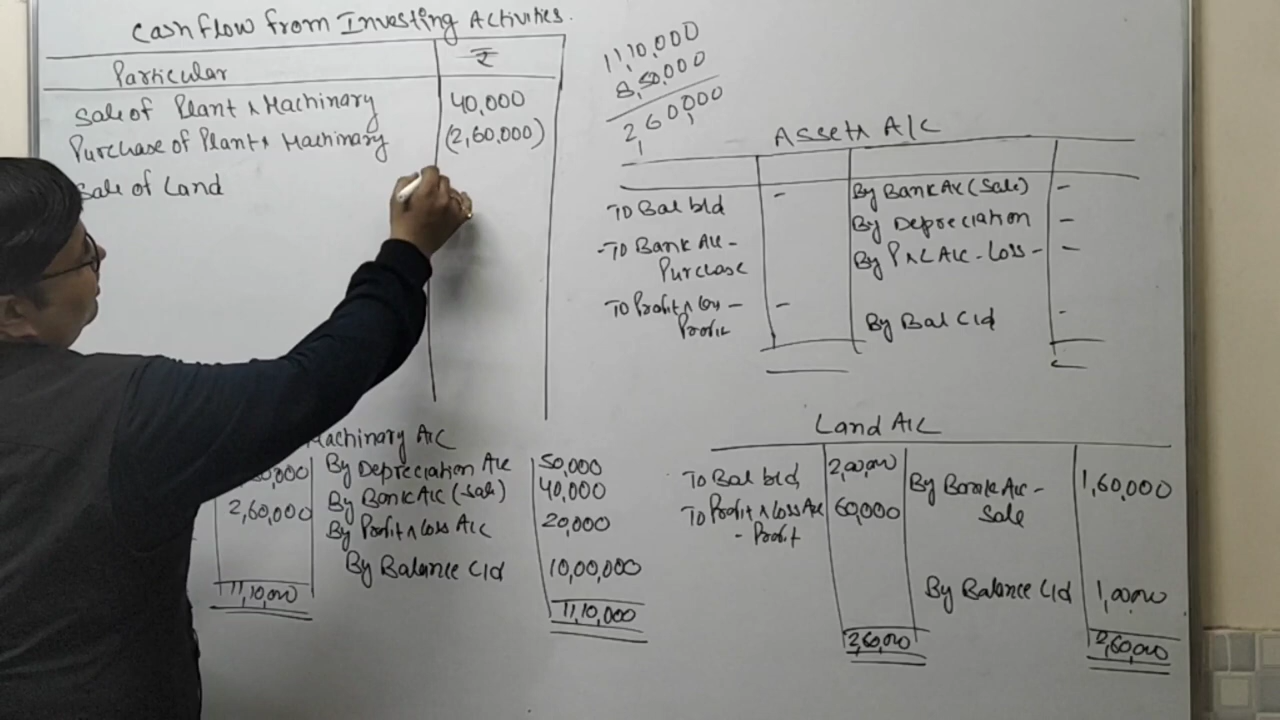 Cash flow from Investing Activities.
Particular ₹
Sale of Plant & Machinary 40,000
Purchase of Plant & Machinary (2,60,000)
Sale of Land
11,10,000
8,50,000
2,60,000
Assets A/C
To Bal b/d - By Bank A/c (Sale) -
By Depreciation -
- To Bank A/c -
Purchase
By P & L A/c - Loss - -
To Profit & Loss -
Profit -
By Bal C/d -
Machinary A/C
By Depreciation A/c 50,000
2,60,000 By Bank A/C (Sale) 40,000
By Profit & Loss A/C 20,000
By Balance C/d 10,00,000
11,10,000 11,10,000
Land A/C
To Bal b/d 2,00,000 By Bank A/c - 1,60,000
Sale
To Profit & Loss A/c 60,000
- Profit
By Balance C/d 1,00,000
2,60,000 2,60,000